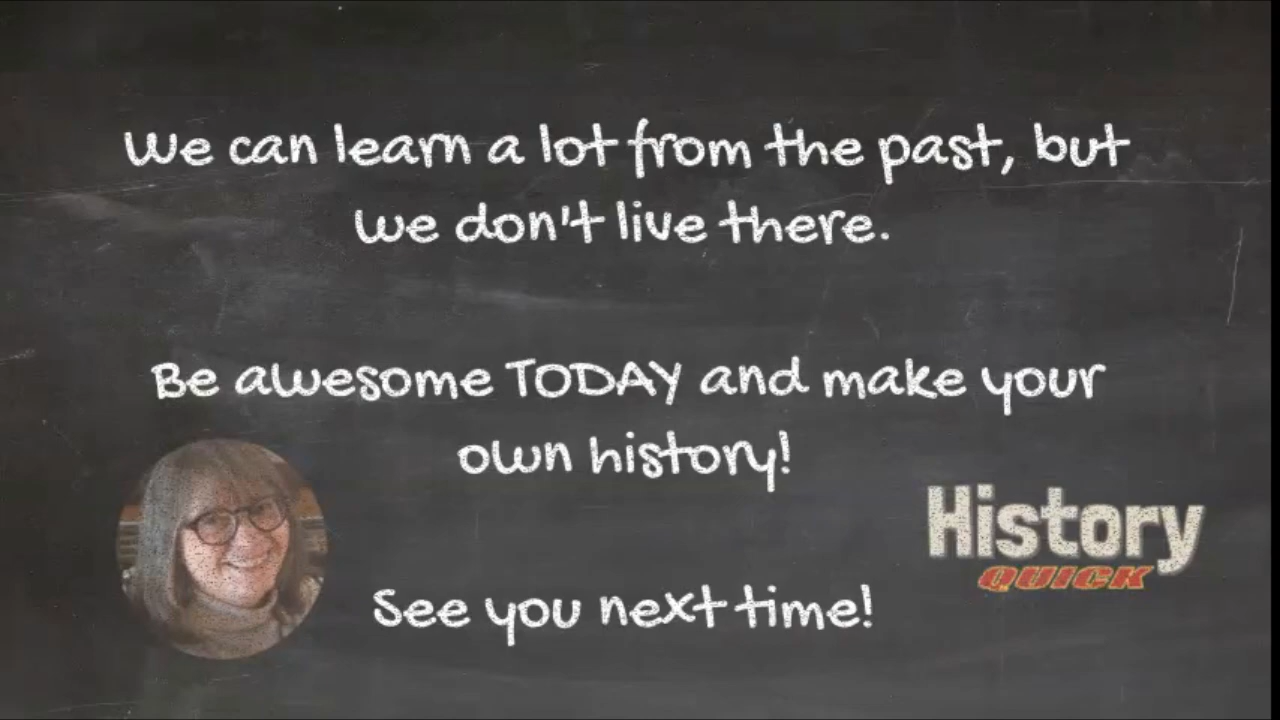 We can learn a lot from the past, but
we don't live there.
Be awesome TODAY and make your
own history!
History
QUICK
See you next time!